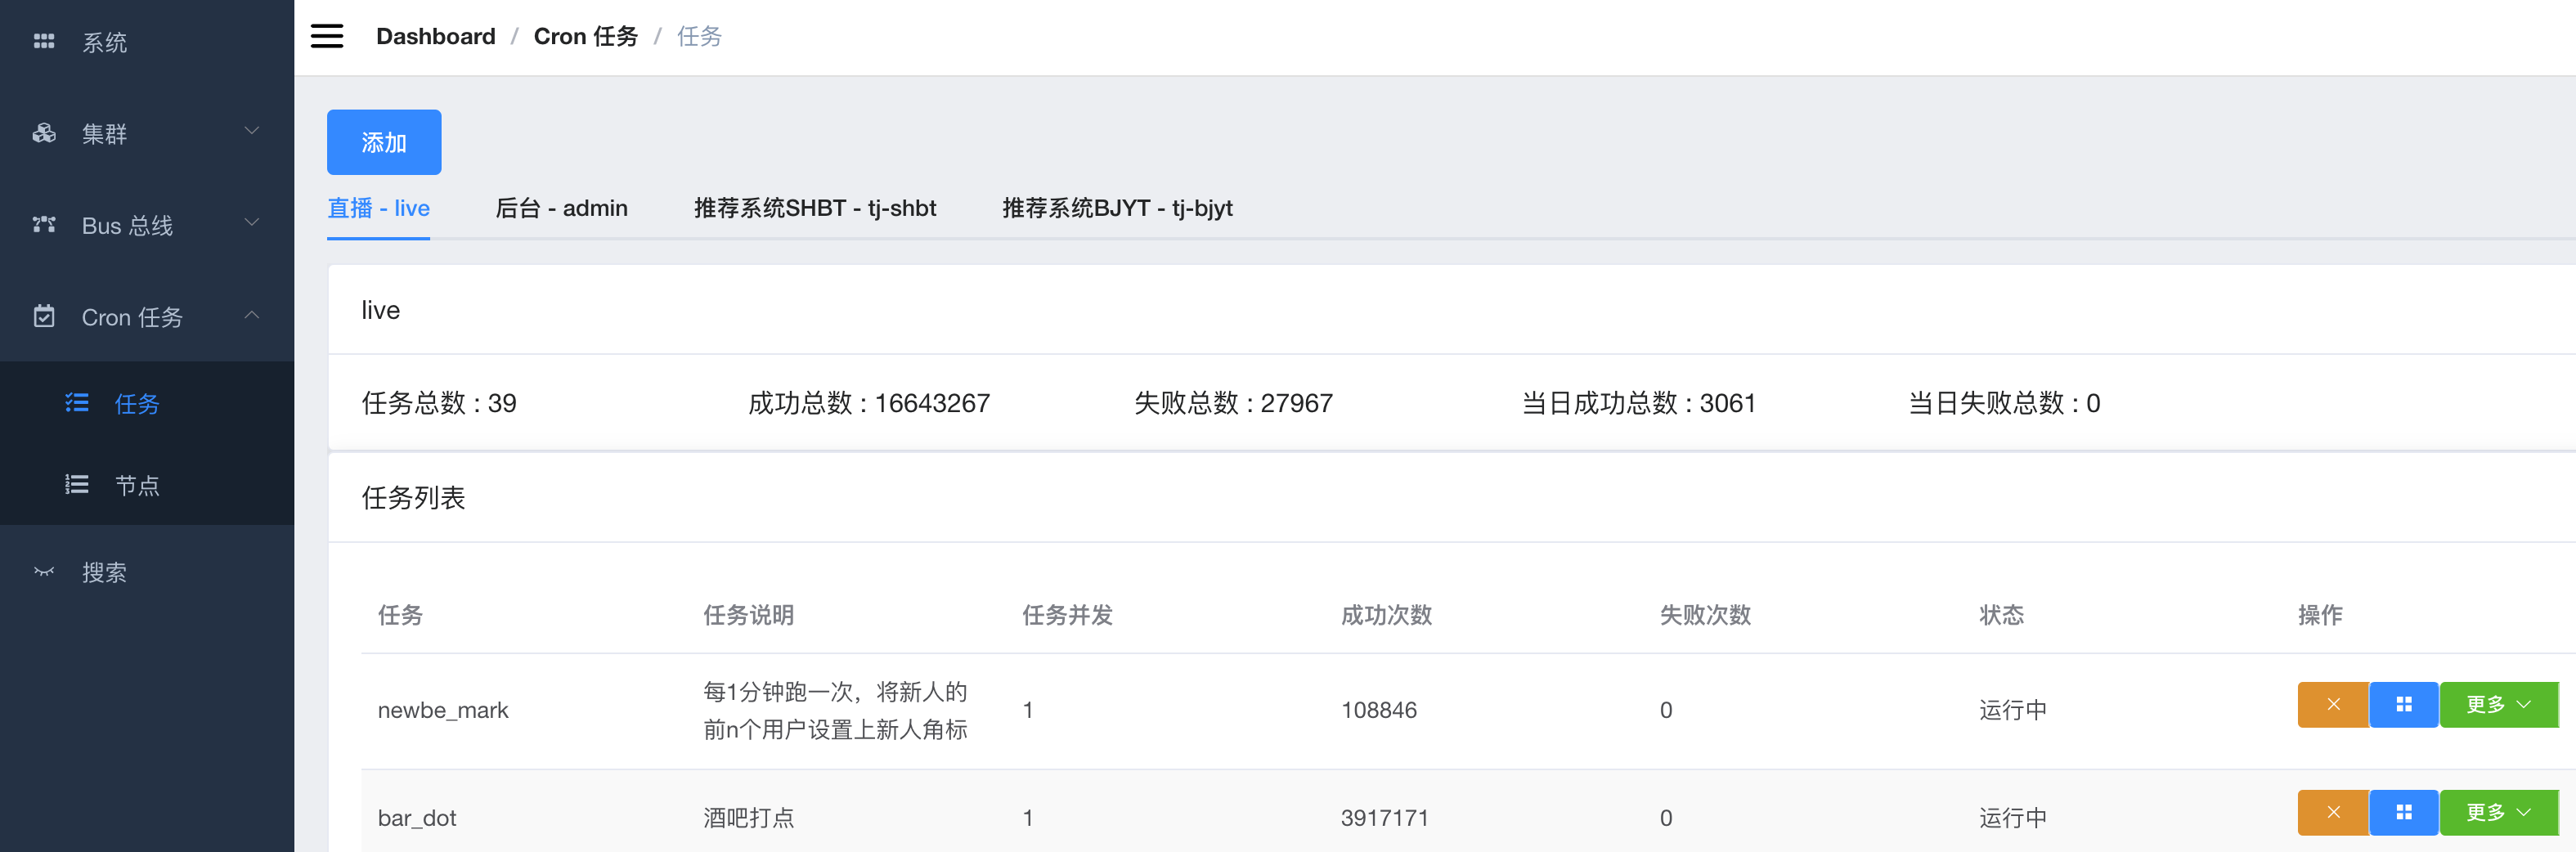 系统
集群
Bus 总线
Cron 任务
任务
节点
搜索
Dashboard / Cron 任务 / 任务
添加
直播 - live 后台 - admin 推荐系统SHBT - tj-shbt 推荐系统BJYT - tj-bjyt
live
任务总数 : 39 成功总数 : 16643267 失败总数 : 27967 当日成功总数 : 3061 当日失败总数 : 0
任务列表
任务 任务说明 任务并发 成功次数 失败次数 状态 操作
newbe_mark 每1分钟跑一次，将新人的 1 108846 0 运行中 更多
前n个用户设置上新人角标
bar_dot 酒吧打点 1 3917171 0 运行中 更多